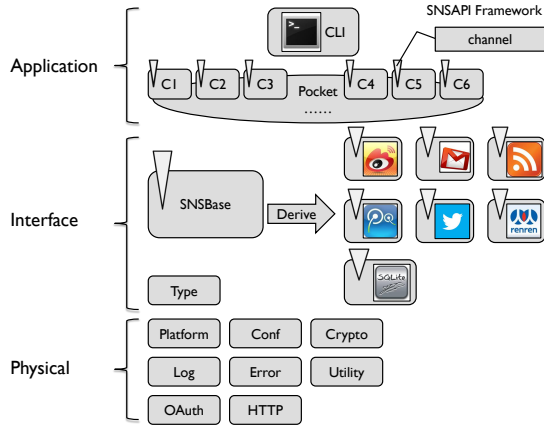 SNSAPI Framework
>_
CLI
channel
Application
C1 C2 C3 C4 C5 C6
Pocket
......
SNSBase
Derive
Interface
renren
SQLite
Type
Platform Conf Crypto
Physical
Log Error Utility
OAuth HTTP